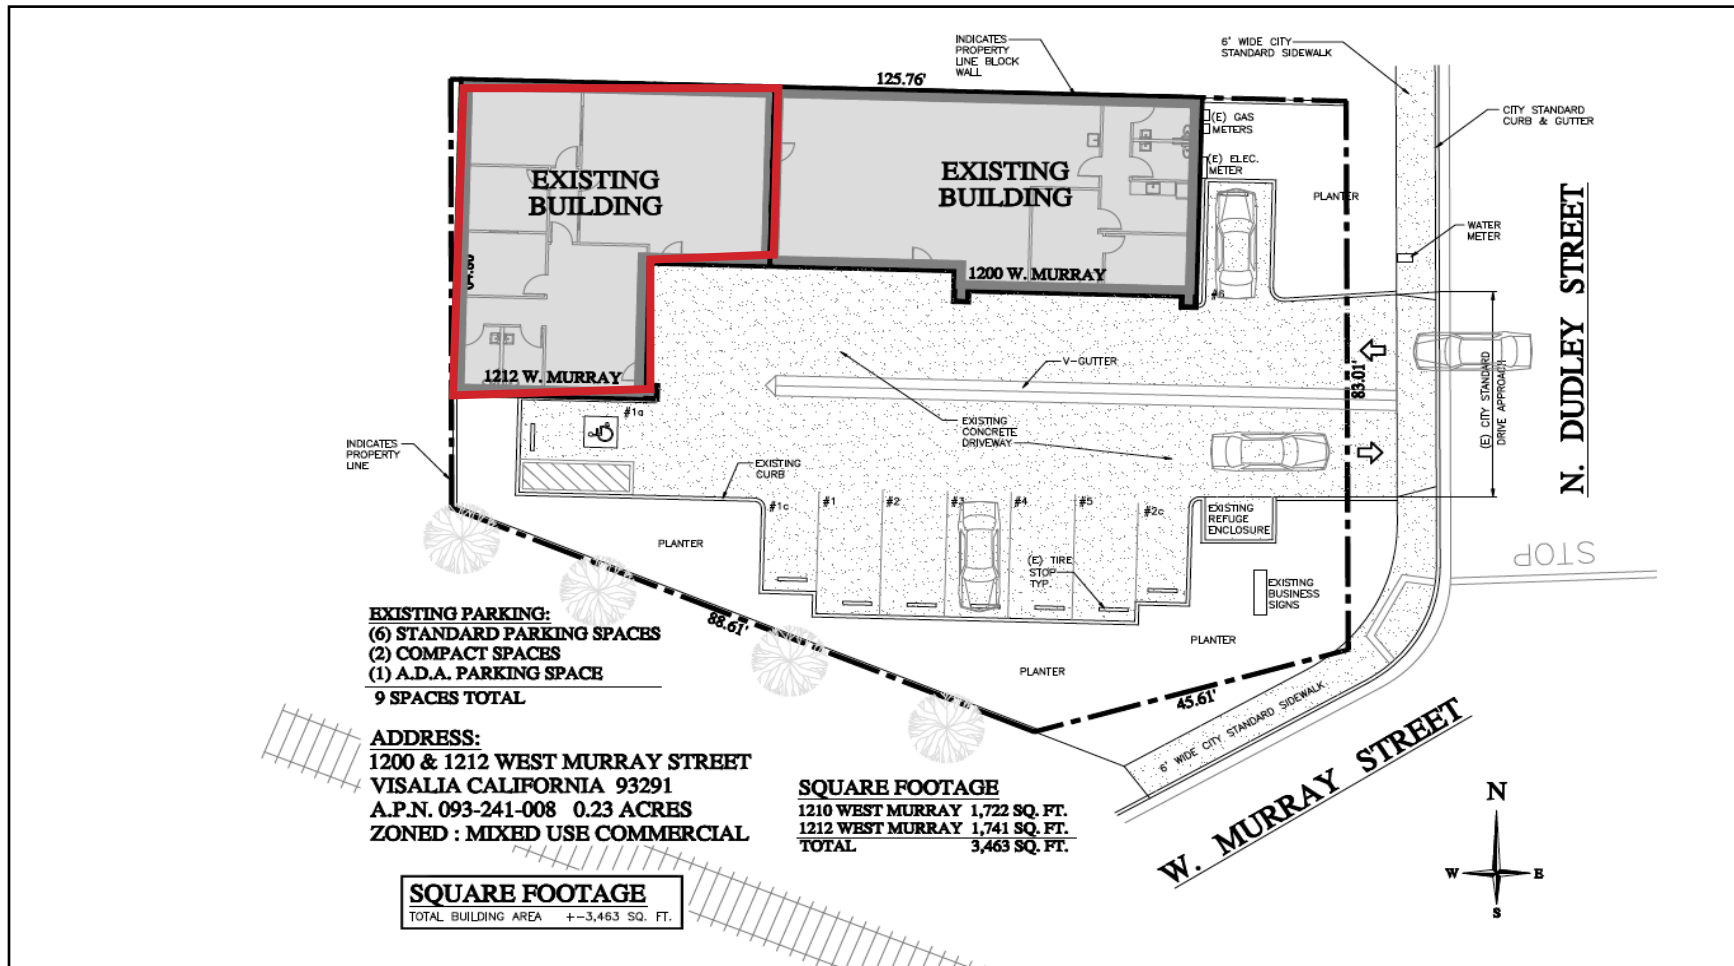 INDICATES
PROPERTY
LINE BLOCK
WALL
6' WIDE CITY
STANDARD SIDEWALK
125.76'
CITY STANDARD
CURB & GUTTER
(E) GAS
METERS
(E) ELEC.
METER
EXISTING
BUILDING
EXISTING
BUILDING
PLANTER
WATER
METER
N. DUDLEY STREET
1200 W. MURRAY
#6
V-GUTTER
83.01'
(E) CITY STANDARD
DRIVE APPROACH
1212 W. MURRAY
#1a
EXISTING
CONCRETE
DRIVEWAY
INDICATES
PROPERTY
LINE
EXISTING
CURB
#1c
#1
#2
#3
#4
#5
#2c
EXISTING
REFUGE
ENCLOSURE
PLANTER
(E) TIRE
STOP
TYP.
STOP
EXISTING
BUSINESS
SIGNS
88.61'
PLANTER
PLANTER
45.61'
6' WIDE CITY STANDARD SIDEWALK
W. MURRAY STREET
EXISTING PARKING:
(6) STANDARD PARKING SPACES
(2) COMPACT SPACES
(1) A.D.A. PARKING SPACE
9 SPACES TOTAL
ADDRESS:
1200 & 1212 WEST MURRAY STREET
VISALIA CALIFORNIA 93291
A.P.N. 093-241-008 0.23 ACRES
ZONED : MIXED USE COMMERCIAL
SQUARE FOOTAGE
1210 WEST MURRAY 1,722 SQ. FT.
1212 WEST MURRAY 1,741 SQ. FT.
TOTAL 3,463 SQ. FT.
SQUARE FOOTAGE
TOTAL BUILDING AREA +-3,463 SQ. FT.
N
W E
S